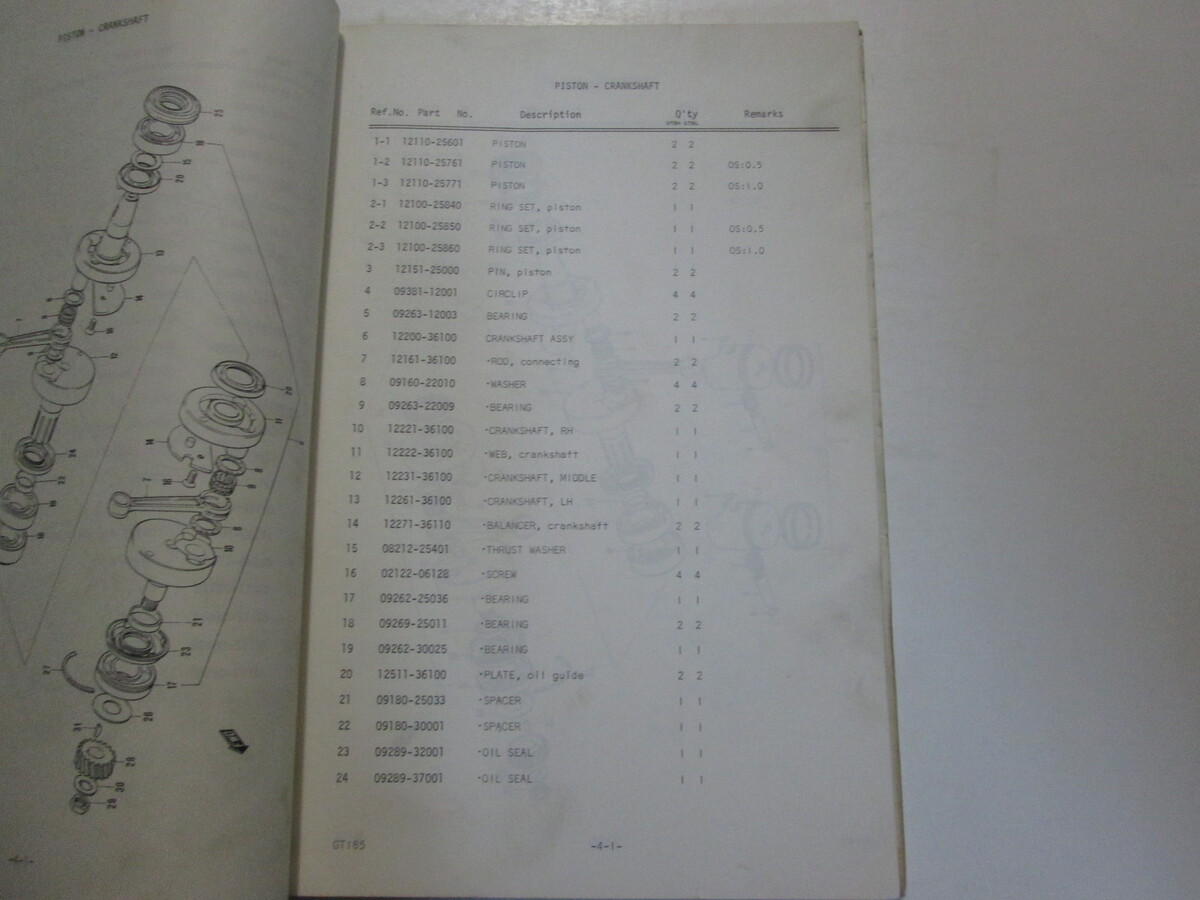 PISTON - CRANKSHAFT
PISTON - CRANKSHAFT
Ref.No. Part No. Description Q'ty Remarks
1-1 12110-25601 PISTON 2 2
1-2 12110-25761 PISTON 2 2 OS:0.5
1-3 12110-25771 PISTON 2 2 OS:1.0
2-1 12100-25840 RING SET, piston 1 1
2-2 12100-25850 RING SET, piston 1 1 OS:0.5
2-3 12100-25860 RING SET, piston 1 1 OS:1.0
3 12151-25000 PIN, piston 2 2
4 09381-12001 CIRCLIP 4 4
5 09263-12003 BEARING 2 2
6 12200-36100 CRANKSHAFT ASSY 1 1
7 12161-36100 ·ROD, connecting 2 2
8 09160-22010 ·WASHER 4 4
9 09263-22009 ·BEARING 2 2
10 12221-36100 ·CRANKSHAFT, RH 1 1
11 12222-36100 ·WEB, crankshaft 1 1
12 12231-36100 ·CRANKSHAFT, MIDDLE 1 1
13 12261-36100 ·CRANKSHAFT, LH 1 1
14 12271-36110 ·BALANCER, crankshaft 2 2
15 08212-25401 ·THRUST WASHER 1 1
16 02122-06128 ·SCREW 4 4
17 09262-25036 ·BEARING 1 1
18 09269-25011 ·BEARING 2 2
19 09262-30025 ·BEARING 1 1
20 12511-36100 ·PLATE, oil guide 2 2
21 09180-25033 ·SPACER 1 1
22 09180-30001 ·SPACER 1 1
23 09289-32001 ·OIL SEAL 1 1
24 09289-37001 ·OIL SEAL 1 1
GT185 -4-1-